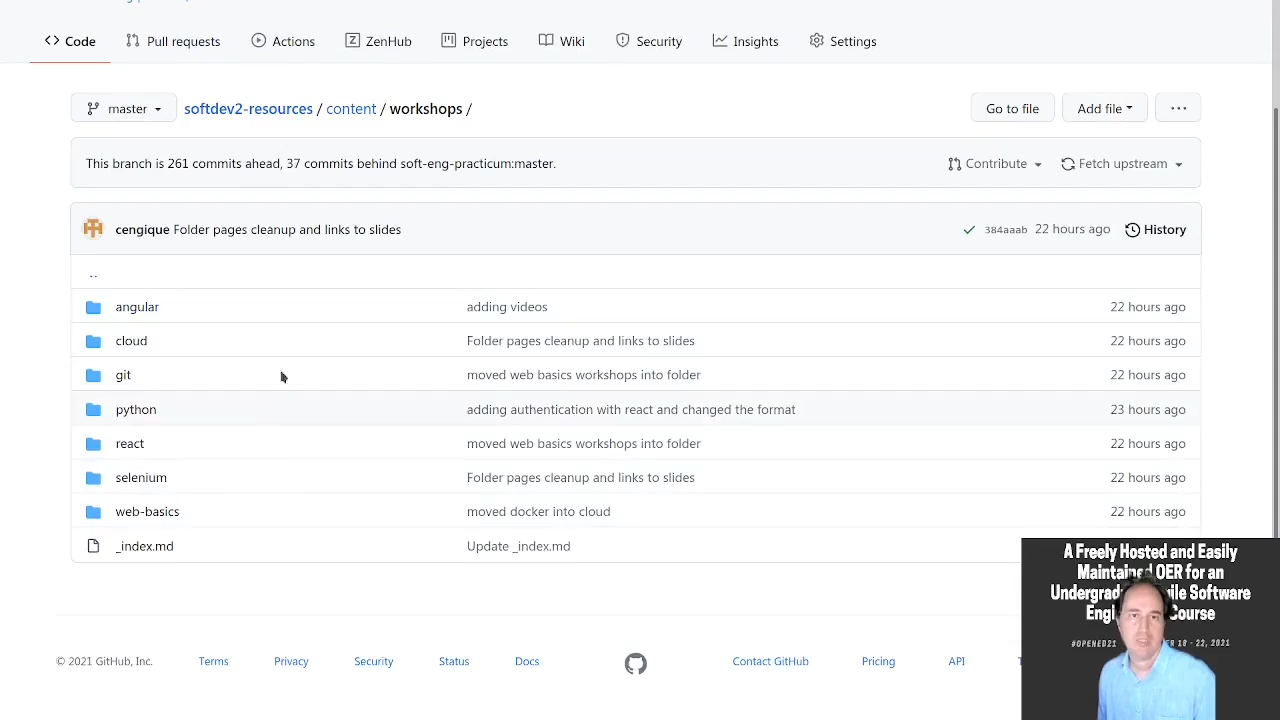 Code Pull requests Actions ZenHub Projects Wiki Security Insights Settings
master softdev2-resources / content / workshops / Go to file Add file ...
This branch is 261 commits ahead, 37 commits behind soft-eng-practicum:master. Contribute Fetch upstream
cengique Folder pages cleanup and links to slides 384aaab 22 hours ago History
..
angular adding videos 22 hours ago
cloud Folder pages cleanup and links to slides 22 hours ago
git moved web basics workshops into folder 22 hours ago
python adding authentication with react and changed the format 23 hours ago
react moved web basics workshops into folder 22 hours ago
selenium Folder pages cleanup and links to slides 22 hours ago
web-basics moved docker into cloud 22 hours ago
_index.md Update _index.md
A Freely Hosted and Easily
Maintained OER for an
Software
Course
#OPENED21 18 - 22, 2021
© 2021 GitHub, Inc. Terms Privacy Security Status Docs Contact GitHub Pricing API